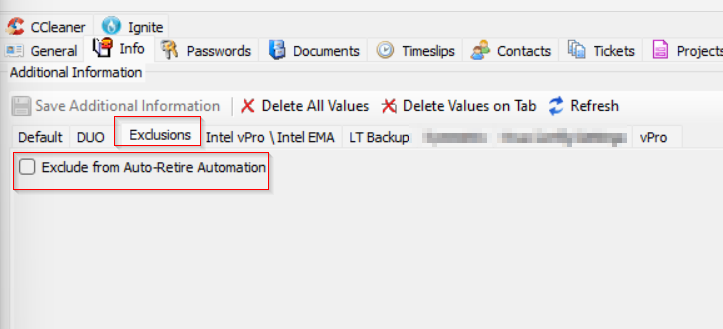 CCleaner Ignite
General Info Passwords Documents Timeslips Contacts Tickets Projects
Additional Information
Save Additional Information Delete All Values Delete Values on Tab Refresh
Default DUO Exclusions Intel vPro \ Intel EMA LT Backup vPro
Exclude from Auto-Retire Automation